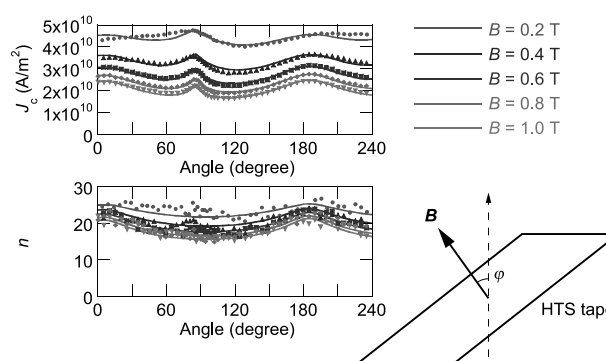 5x10^10
4x10^10
3x10^10
2x10^10
1x10^10
0
J_c (A/m^2)
0 60 120 180 240
Angle (degree)
B = 0.2 T
B = 0.4 T
B = 0.6 T
B = 0.8 T
B = 1.0 T
30
20
10
0
n
0 60 120 180 240
Angle (degree)
B
φ
HTS tape